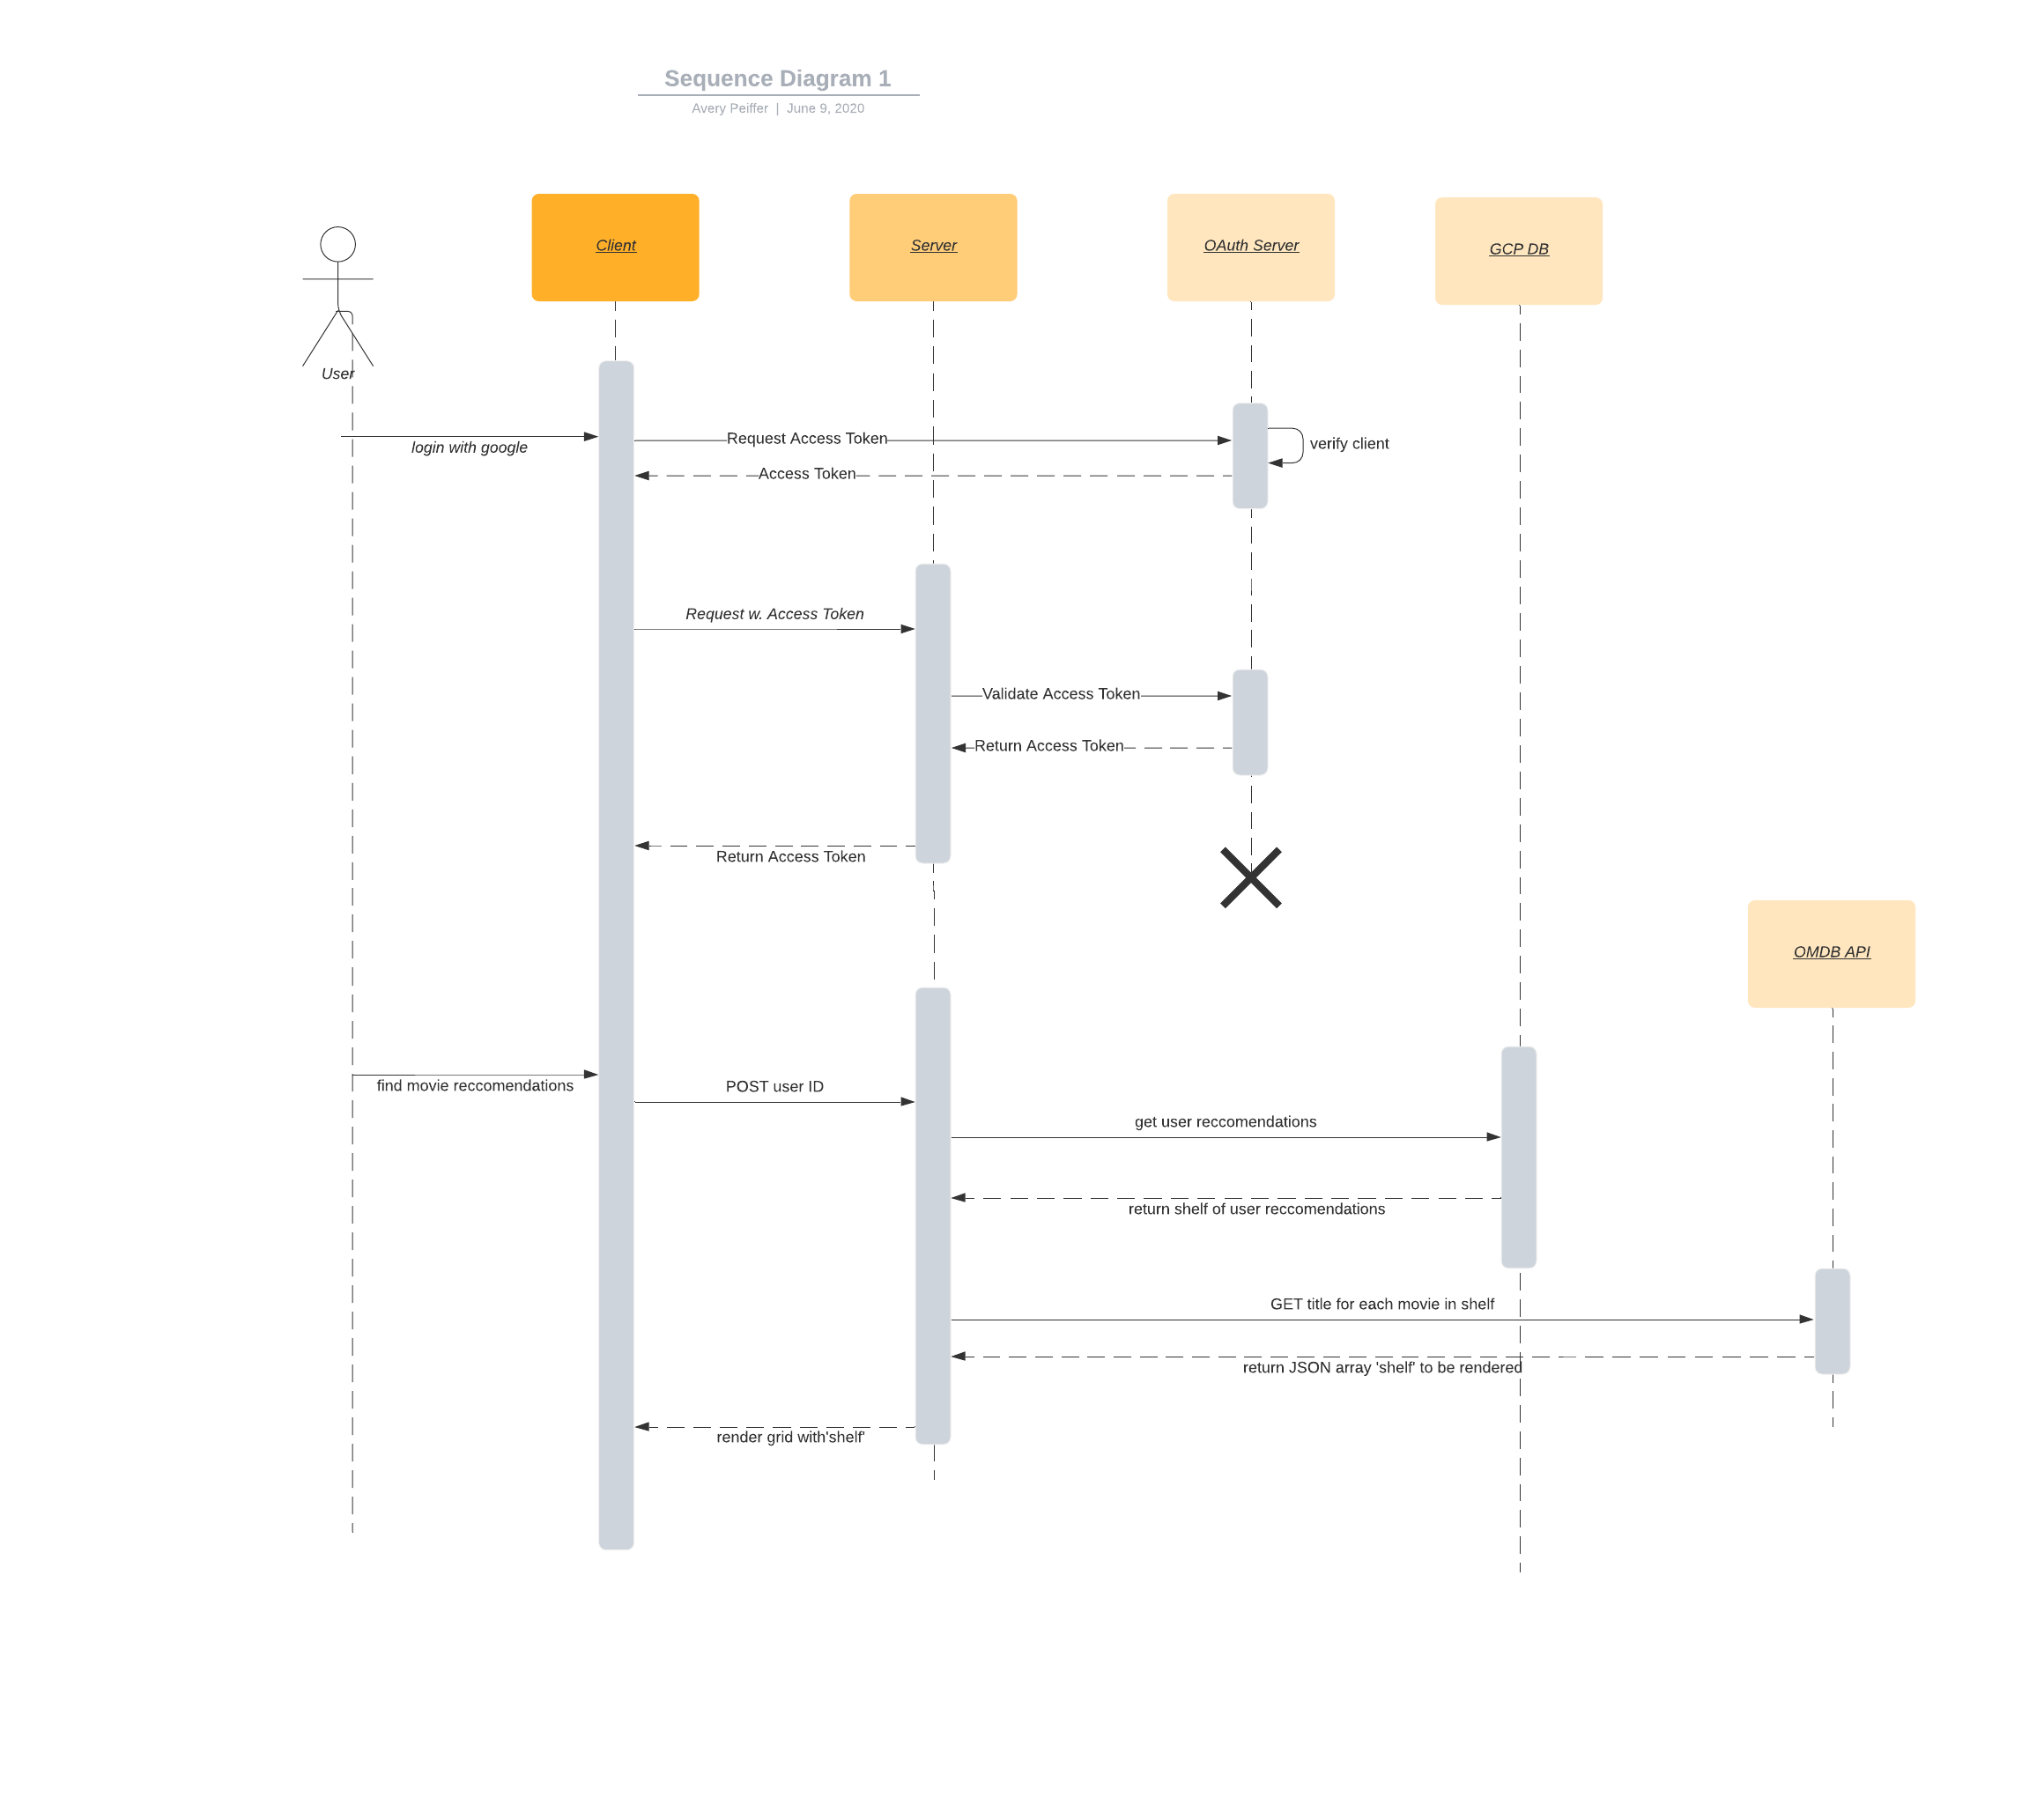 Sequence Diagram 1
Avery Peiffer | June 9, 2020
Client
Server
OAuth Server
GCP DB
User
login with google
Request Access Token
verify client
Access Token
Request w. Access Token
Validate Access Token
Return Access Token
Return Access Token
OMDB API
find movie reccomendations
POST user ID
get user reccomendations
return shelf of user reccomendations
GET title for each movie in shelf
return JSON array 'shelf' to be rendered
render grid with'shelf'